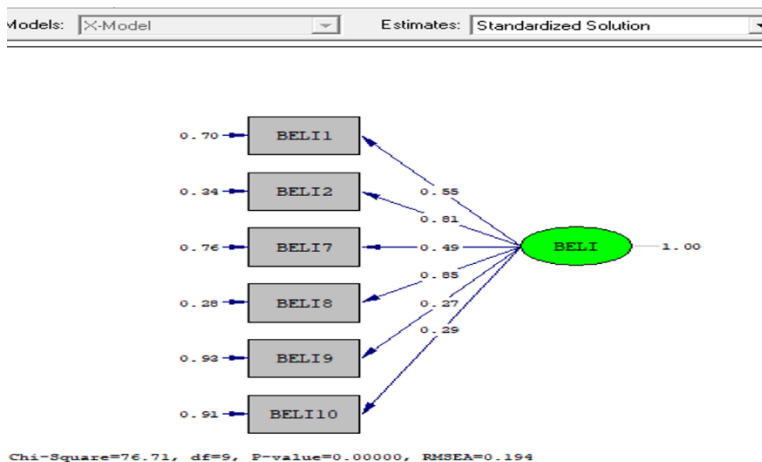 Models: X-Model Estimates: Standardized Solution
0.70 BELI1
0.55
0.34 BELI2
0.81
0.76 BELI7 0.49 BELI 1.00
0.85
0.28 BELI8 0.27
0.29
0.93 BELI9
0.91 BELI10
Chi-Square=76.71, df=9, P-value=0.00000, RMSEA=0.194